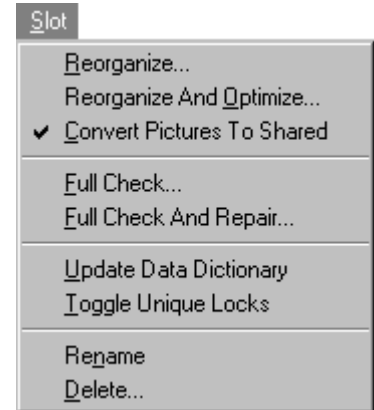 Slot
Reorganize...
Reorganize And Optimize...
Convert Pictures To Shared
Full Check...
Full Check And Repair...
Update Data Dictionary
Toggle Unique Locks
Rename
Delete...